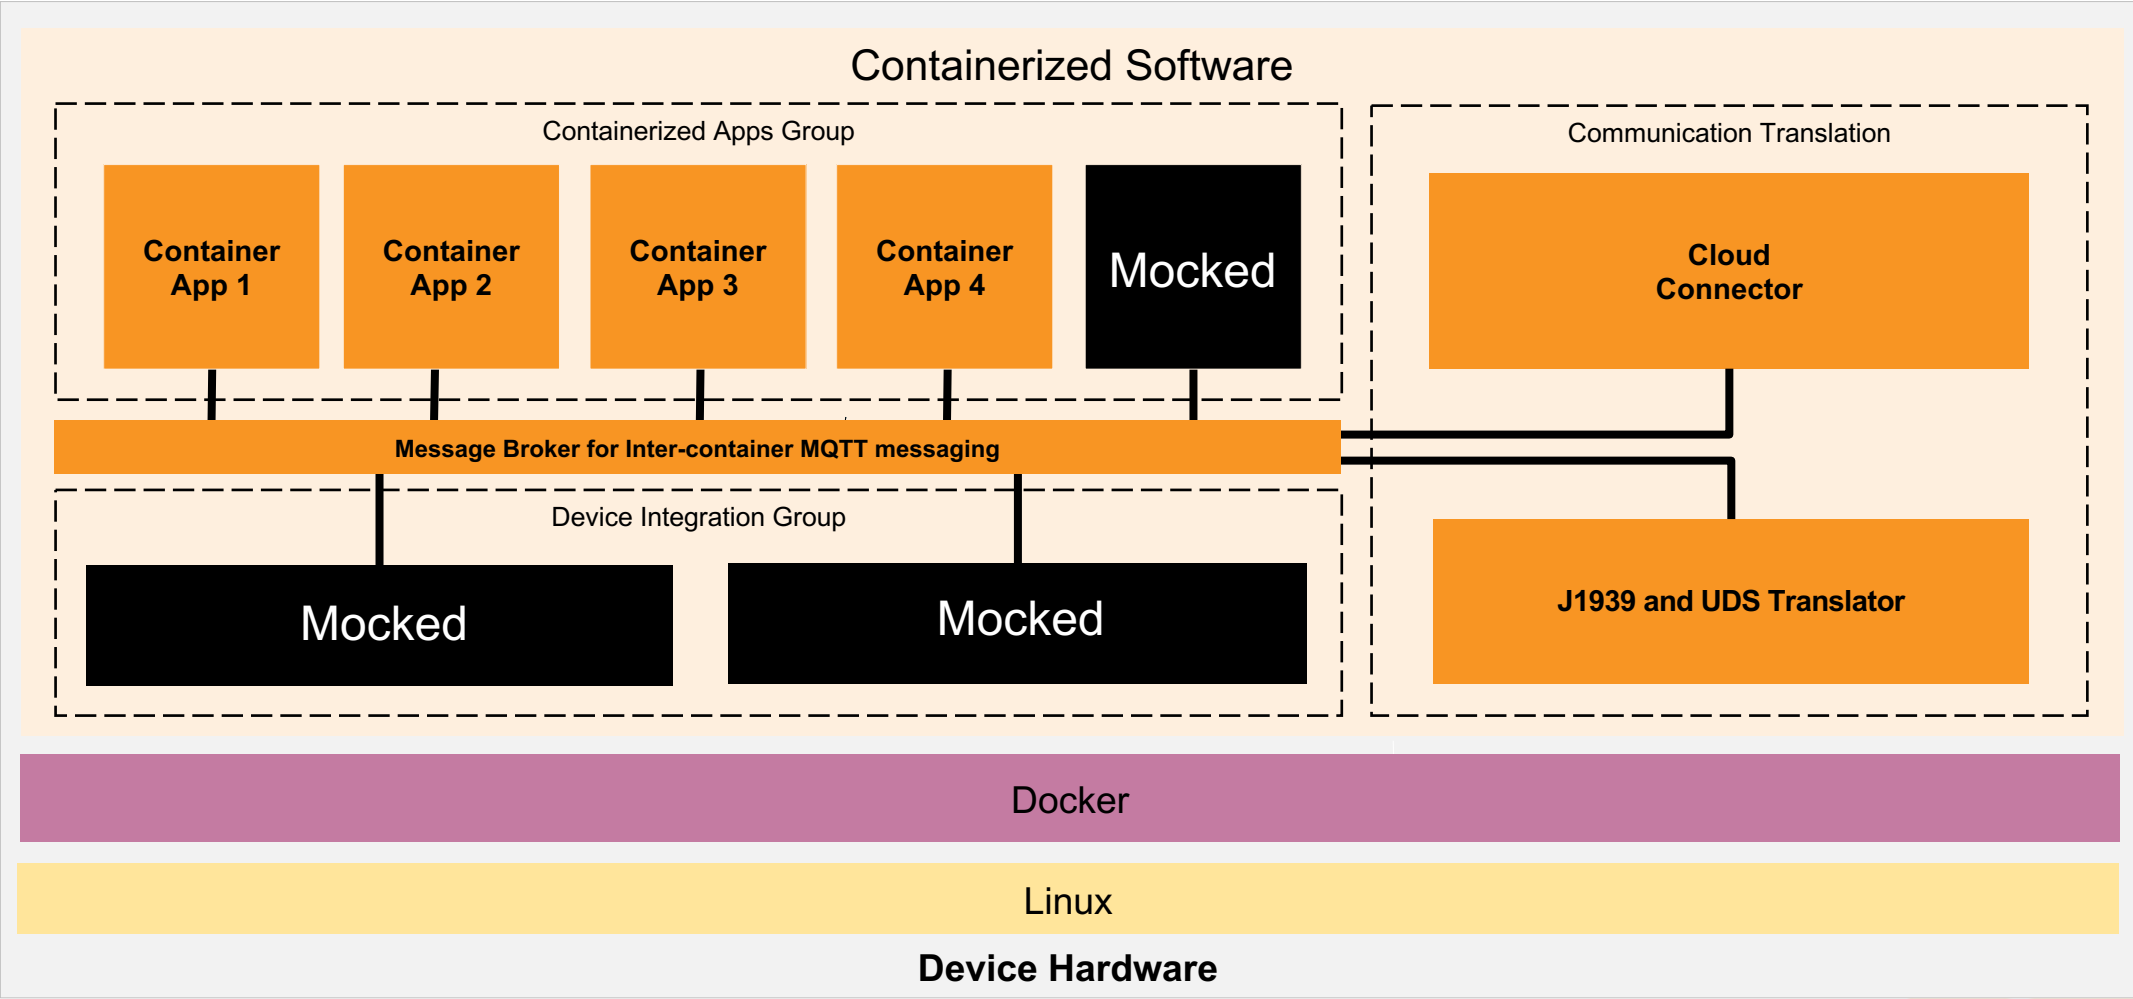 Containerized Software
Containerized Apps Group
Communication Translation
Container
App 1
Container
App 2
Container
App 3
Container
App 4
Mocked
Cloud
Connector
Message Broker for Inter-container MQTT messaging
Device Integration Group
Mocked
Mocked
J1939 and UDS Translator
Docker
Linux
Device Hardware